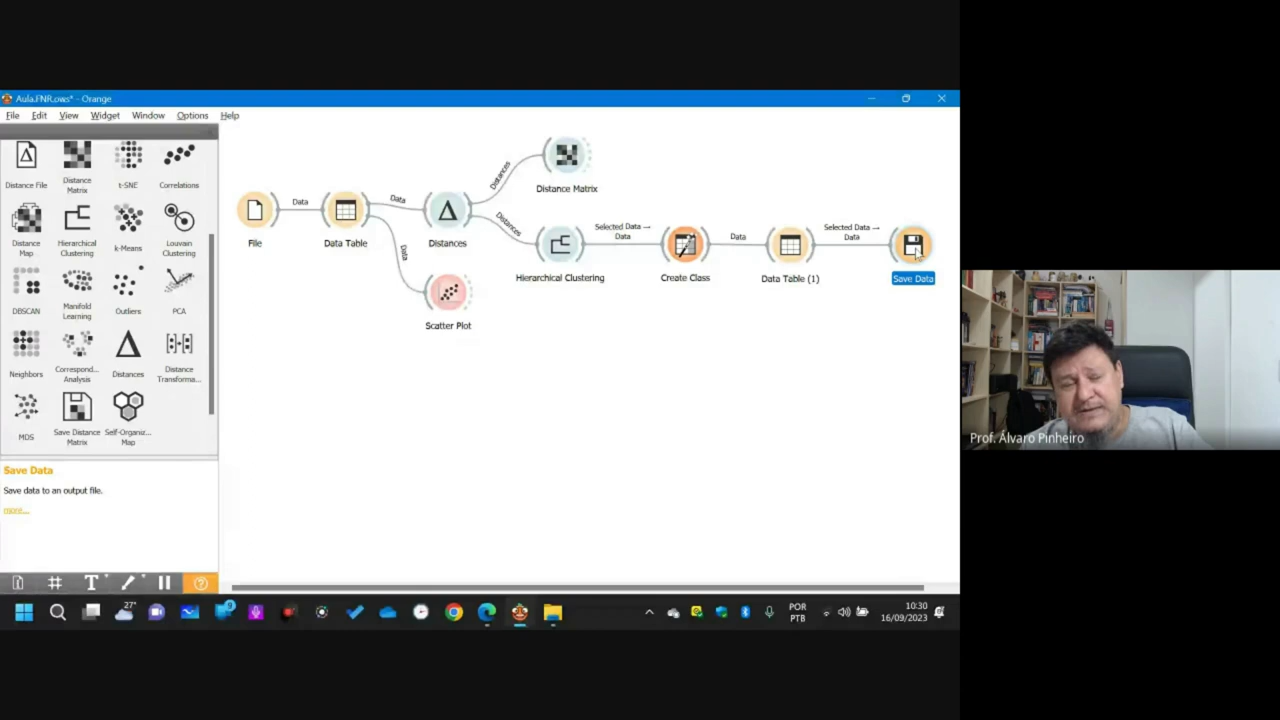 Aula.FNR.ows* - Orange
File Edit View Widget Window Options Help
Distance File
Distance
Matrix
t-SNE
Correlations
Distance
Map
Hierarchical
Clustering
k-Means
Louvain
Clustering
DBSCAN
Manifold
Learning
Outliers
PCA
Neighbors
Correspond...
Analysis
Distances
Distance
Transforma...
MDS
Save Distance
Matrix
Self-Organiz...
Map
Save Data
Save data to an output file.
more...
File
Data
Data Table
Data
Data
Distances
Distances
Distances
Distance Matrix
Scatter Plot
Hierarchical Clustering
Selected Data →
Data
Create Class
Data
Data Table (1)
Selected Data →
Data
Save Data
Prof. Álvaro Pinheiro
27°
POR
PTB
10:30
16/09/2023